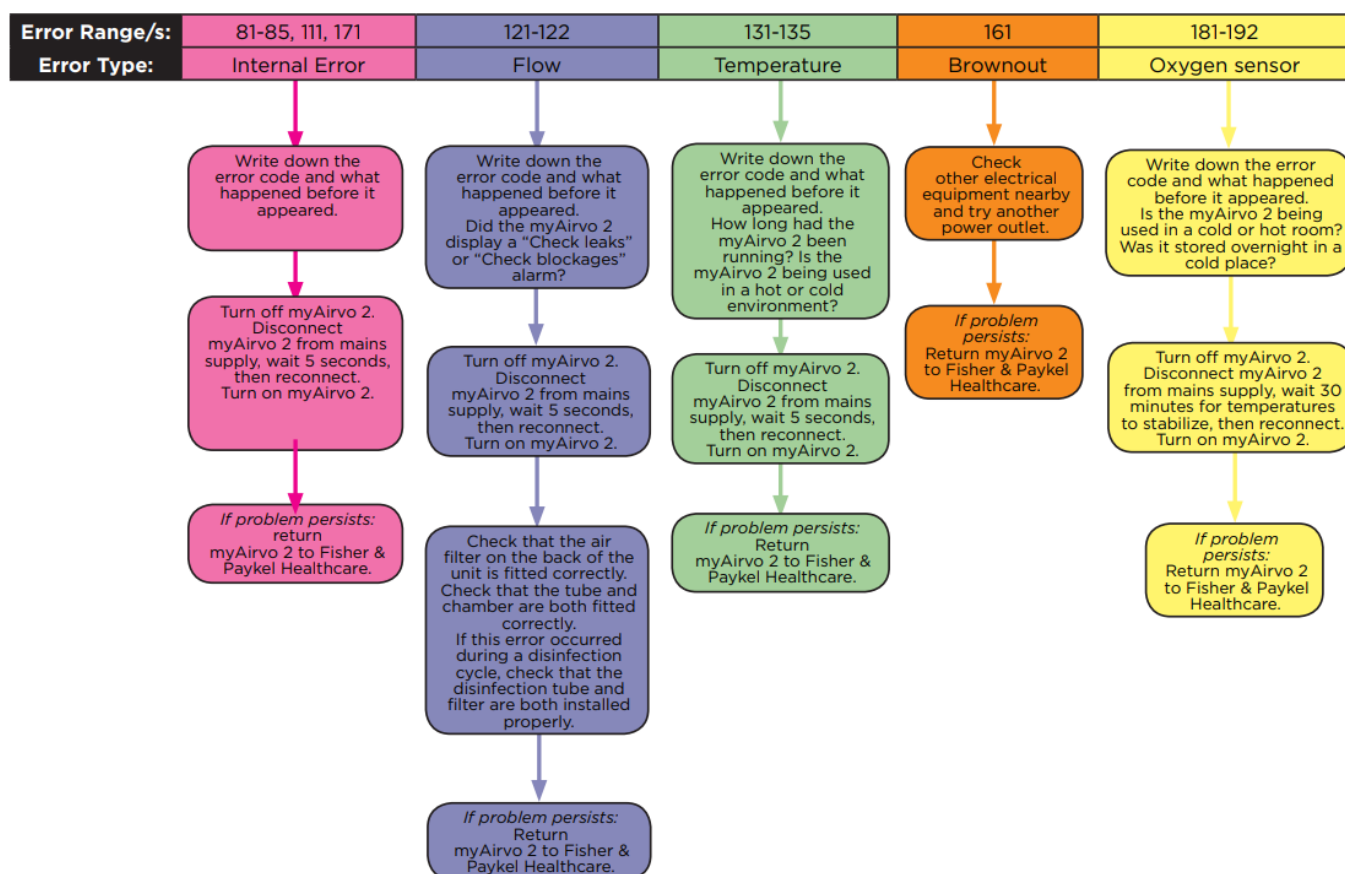 Error Range/s: 81-85, 111, 171 121-122 131-135 161 181-192
Error Type: Internal Error Flow Temperature Brownout Oxygen sensor
Write down the
error code and what
happened before it
appeared.
Turn off myAirvo 2.
Disconnect
myAirvo 2 from mains
supply, wait 5 seconds,
then reconnect.
Turn on myAirvo 2.
If problem persists:
return
myAirvo 2 to Fisher &
Paykel Healthcare.
Write down the
error code and what
happened before it
appeared.
Did the myAirvo 2
display a “Check leaks”
or “Check blockages”
alarm?
Turn off myAirvo 2.
Disconnect
myAirvo 2 from mains
supply, wait 5 seconds,
then reconnect.
Turn on myAirvo 2.
Check that the air
filter on the back of the
unit is fitted correctly.
Check that the tube and
chamber are both fitted
correctly.
If this error occurred
during a disinfection
cycle, check that the
disinfection tube and
filter are both installed
properly.
If problem persists:
Return
myAirvo 2 to Fisher &
Paykel Healthcare.
Write down the
error code and what
happened before it
appeared.
How long had the
myAirvo 2 been
running? Is the
myAirvo 2 being used
in a hot or cold
environment?
Turn off myAirvo 2.
Disconnect
myAirvo 2 from mains
supply, wait 5 seconds,
then reconnect.
Turn on myAirvo 2.
If problem persists:
Return
myAirvo 2 to Fisher &
Paykel Healthcare.
Check
other electrical
equipment nearby
and try another
power outlet.
If problem persists:
Return myAirvo 2
to Fisher & Paykel
Healthcare.
Write down the error
code and what happened
before it appeared.
Is the myAirvo 2 being
used in a cold or hot room?
Was it stored overnight in a
cold place?
Turn off myAirvo 2.
Disconnect myAirvo 2
from mains supply, wait 30
minutes for temperatures
to stabilize, then reconnect.
Turn on myAirvo 2.
If problem
persists:
Return myAirvo 2
to Fisher & Paykel
Healthcare.